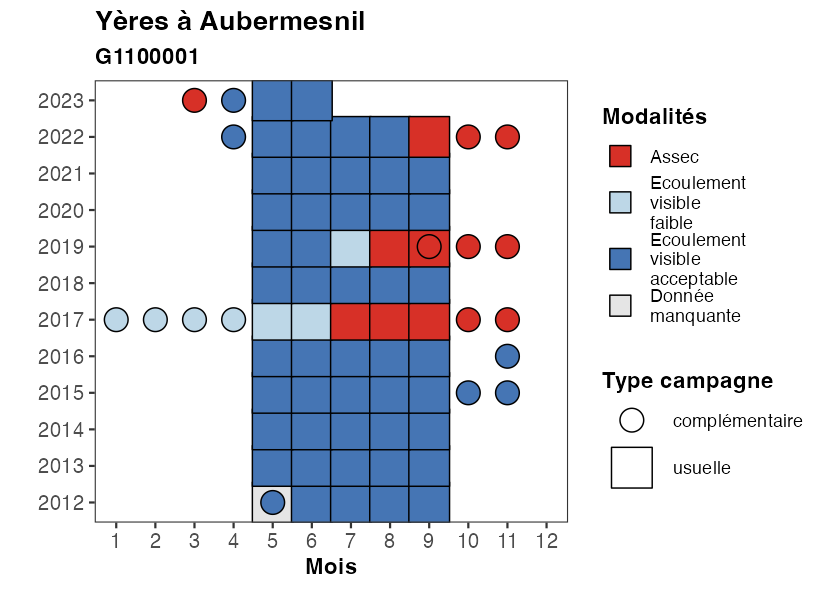 Yères à Aubermesnil
G1100001
2023
2022
2021
2020
2019
2018
2017
2016
2015
2014
2013
2012
1 2 3 4 5 6 7 8 9 10 11 12
Mois
Modalités
Assec
Ecoulement
visible
faible
Ecoulement
visible
acceptable
Donnée
manquante
Type campagne
complémentaire
usuelle